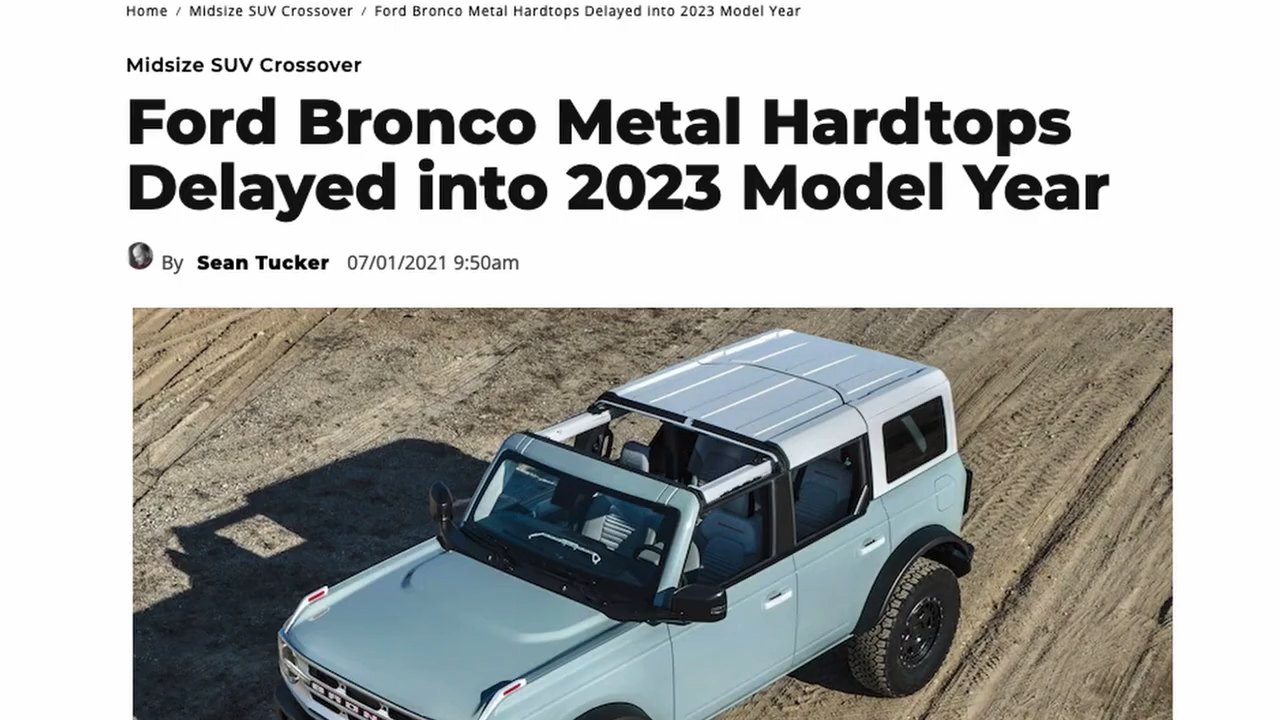 Home / Midsize SUV Crossover / Ford Bronco Metal Hardtops Delayed into 2023 Model Year
Midsize SUV Crossover
Ford Bronco Metal Hardtops
Delayed into 2023 Model Year
By Sean Tucker 07/01/2021 9:50am